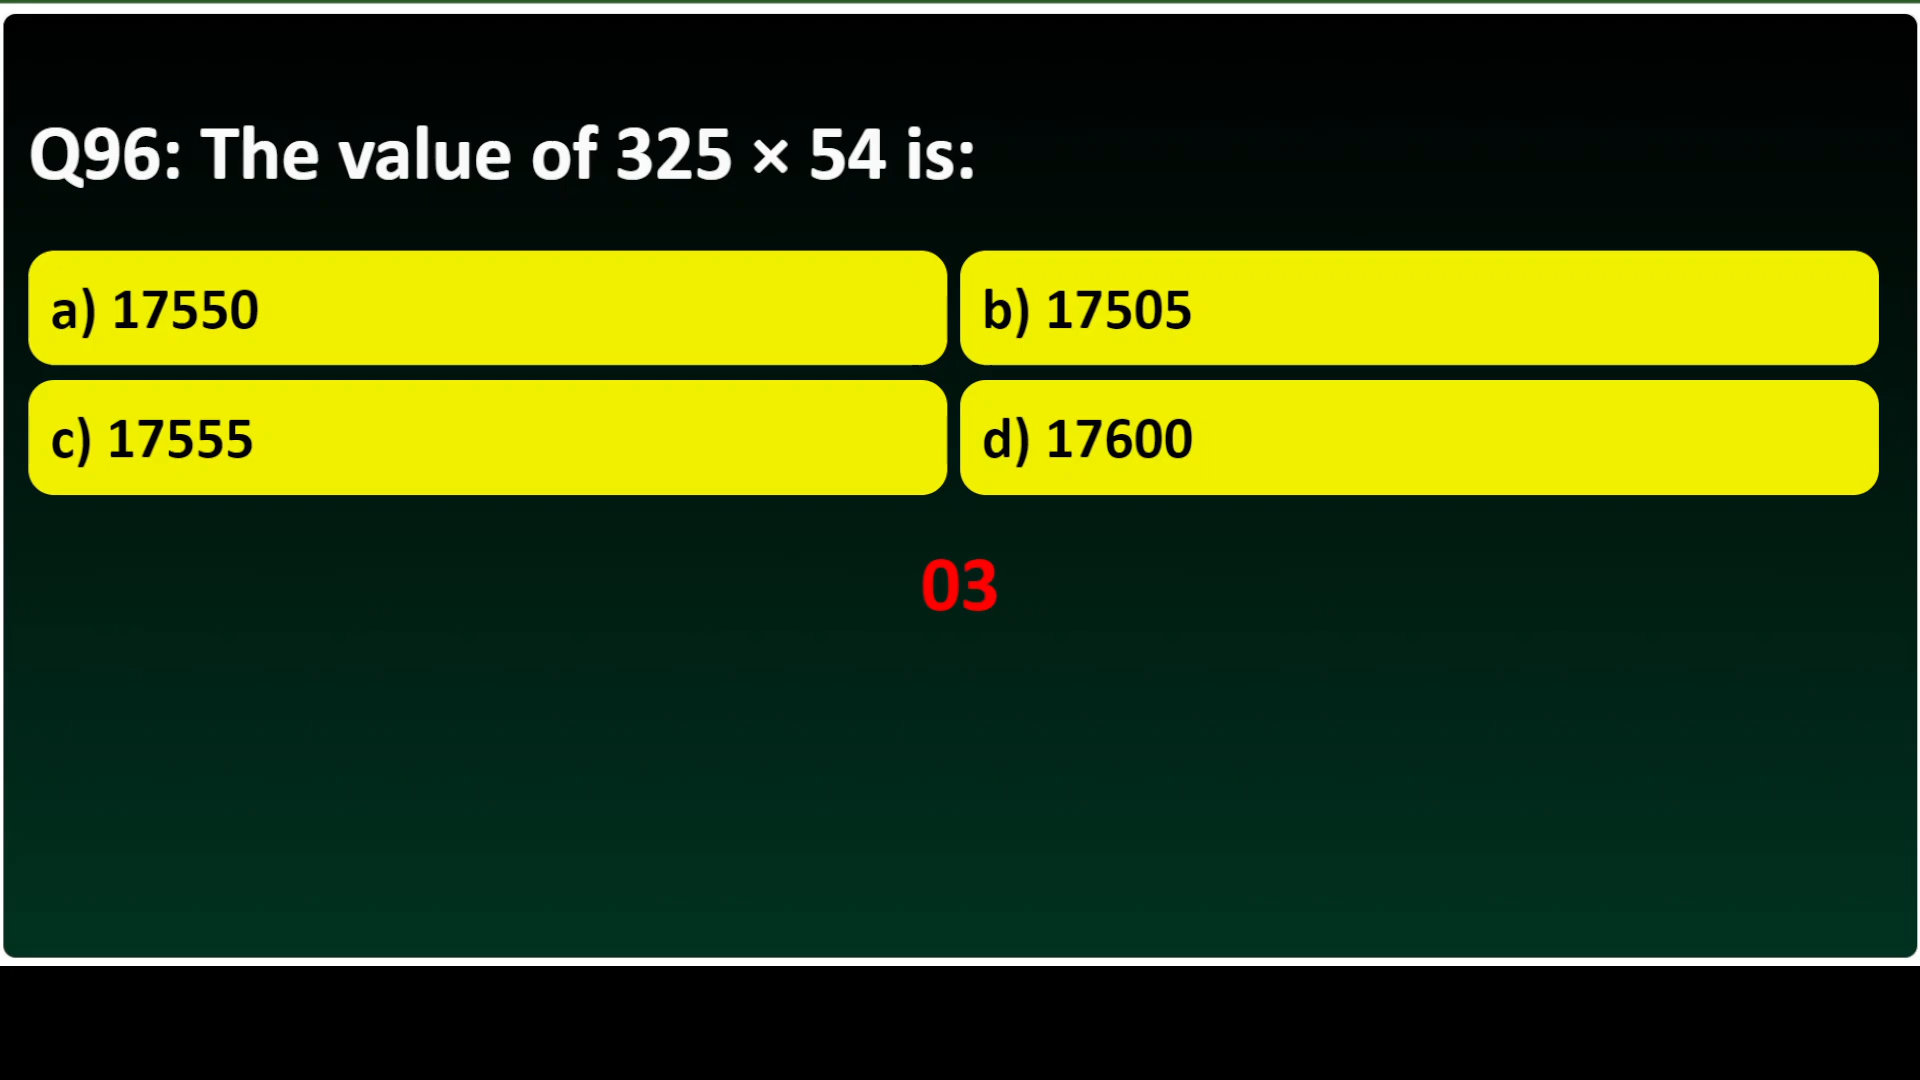 Q96: The value of 325 × 54 is:
a) 17550
b) 17505
c) 17555
d) 17600
03